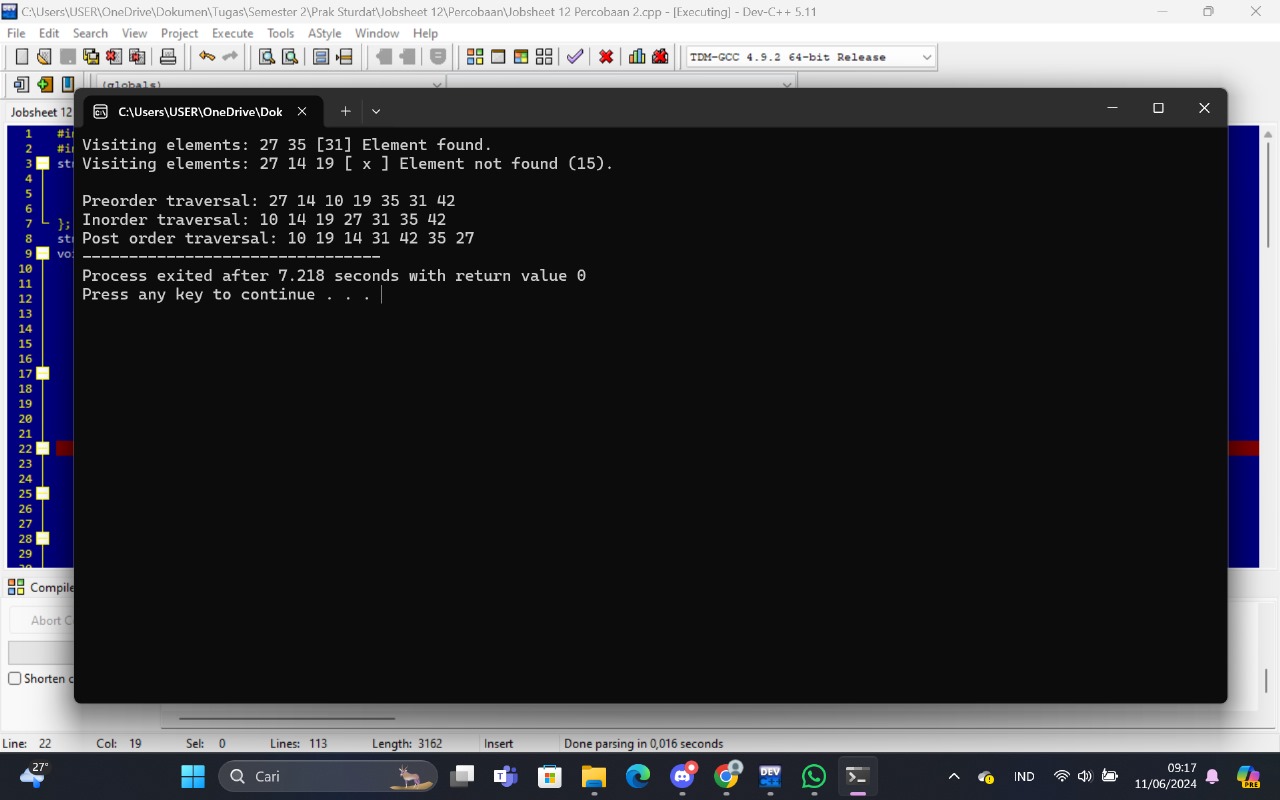 C:\Users\USER\OneDrive\Dokumen\Tugas\Semester 2\Prak Sturdat\Jobsheet 12\Percobaan\Jobsheet 12 Percobaan 2.cpp - [Executing] - Dev-C++ 5.11
File Edit Search View Project Execute Tools AStyle Window Help
TDM-GCC 4.9.2 64-bit Release
(globals)
Jobsheet 12
C:\Users\USER\OneDrive\Dok
1 #in
2 #in
3 st
4
5
6
7 };
8 st
9 vo
10
11
12
13
14
15
16
17
18
19
20
21
22
23
24
25
26
27
28
29
Visiting elements: 27 35 [31] Element found.
Visiting elements: 27 14 19 [ x ] Element not found (15).
Preorder traversal: 27 14 10 19 35 31 42
Inorder traversal: 10 14 19 27 31 35 42
Post order traversal: 10 19 14 31 42 35 27
--------------------------------
Process exited after 7.218 seconds with return value 0
Press any key to continue . . .
Compile
Abort C
Shorten c
Line: 22 Col: 19 Sel: 0 Lines: 113 Length: 3162 Insert Done parsing in 0,016 seconds
27°
Cari
DEV
IND
09:17
11/06/2024
PRE